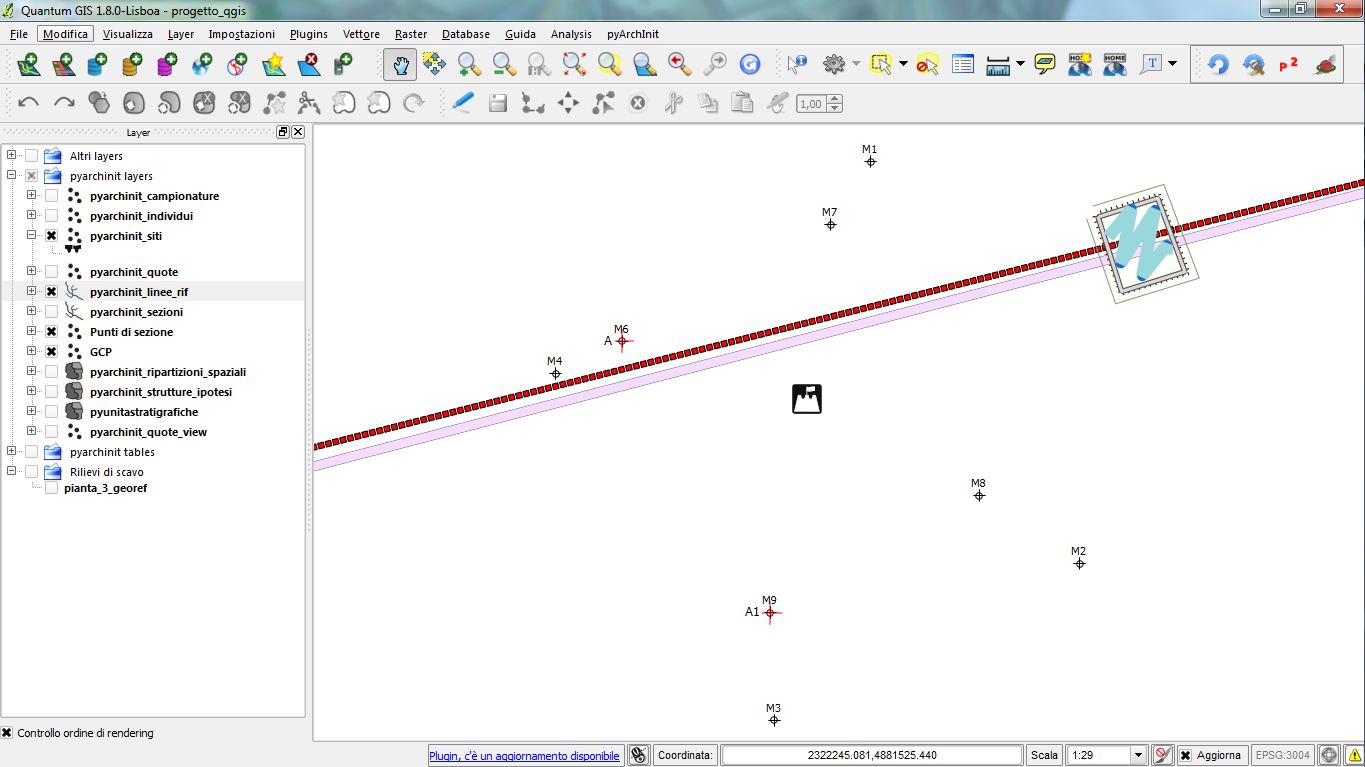 Quantum GIS 1.8.0-Lisboa - progetto_qgis
File Modifica Visualizza Layer Impostazioni Plugins Vettore Raster Database Guida Analysis pyArchInit
HOME HOME T P 2
1,00
Layer
Altri layers
pyarchinit layers
pyarchinit_campionature
pyarchinit_individui
pyarchinit_siti
pyarchinit_quote
pyarchinit_linee_rif
pyarchinit_sezioni
Punti di sezione
GCP
pyarchinit_ripartizioni_spaziali
pyarchinit_strutture_ipotesi
pyunitastratigrafiche
pyarchinit_quote_view
pyarchinit tables
Rilievi di scavo
pianta_3_georef
M1
M7
M6
A
M4
M8
M2
M9
A1
M3
Controllo ordine di rendering
Plugin, c'è un aggiornamento disponibile Coordinata: 2322245.081,4881525.440 Scala 1:29 Aggiorna EPSG:3004